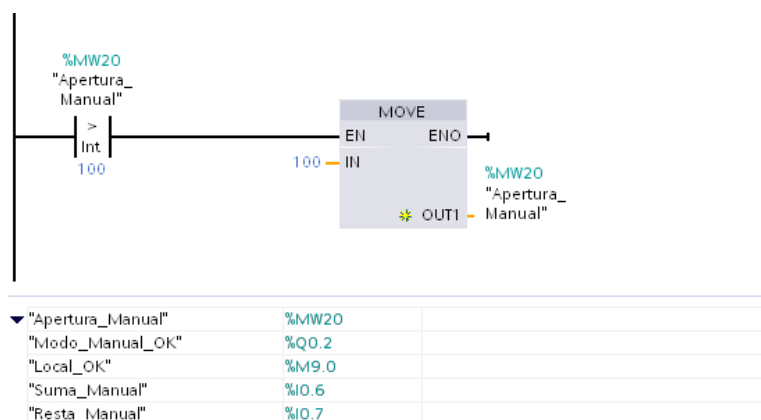 %MW20
"Apertura_
Manual"
>
Int
100
MOVE
EN ENO
100 IN
%MW20
"Apertura_
OUT1 Manual"
"Apertura_Manual" %MW20
"Modo_Manual_OK" %Q0.2
"Local_OK" %M9.0
"Suma_Manual" %I0.6
"Resta_Manual" %I0.7